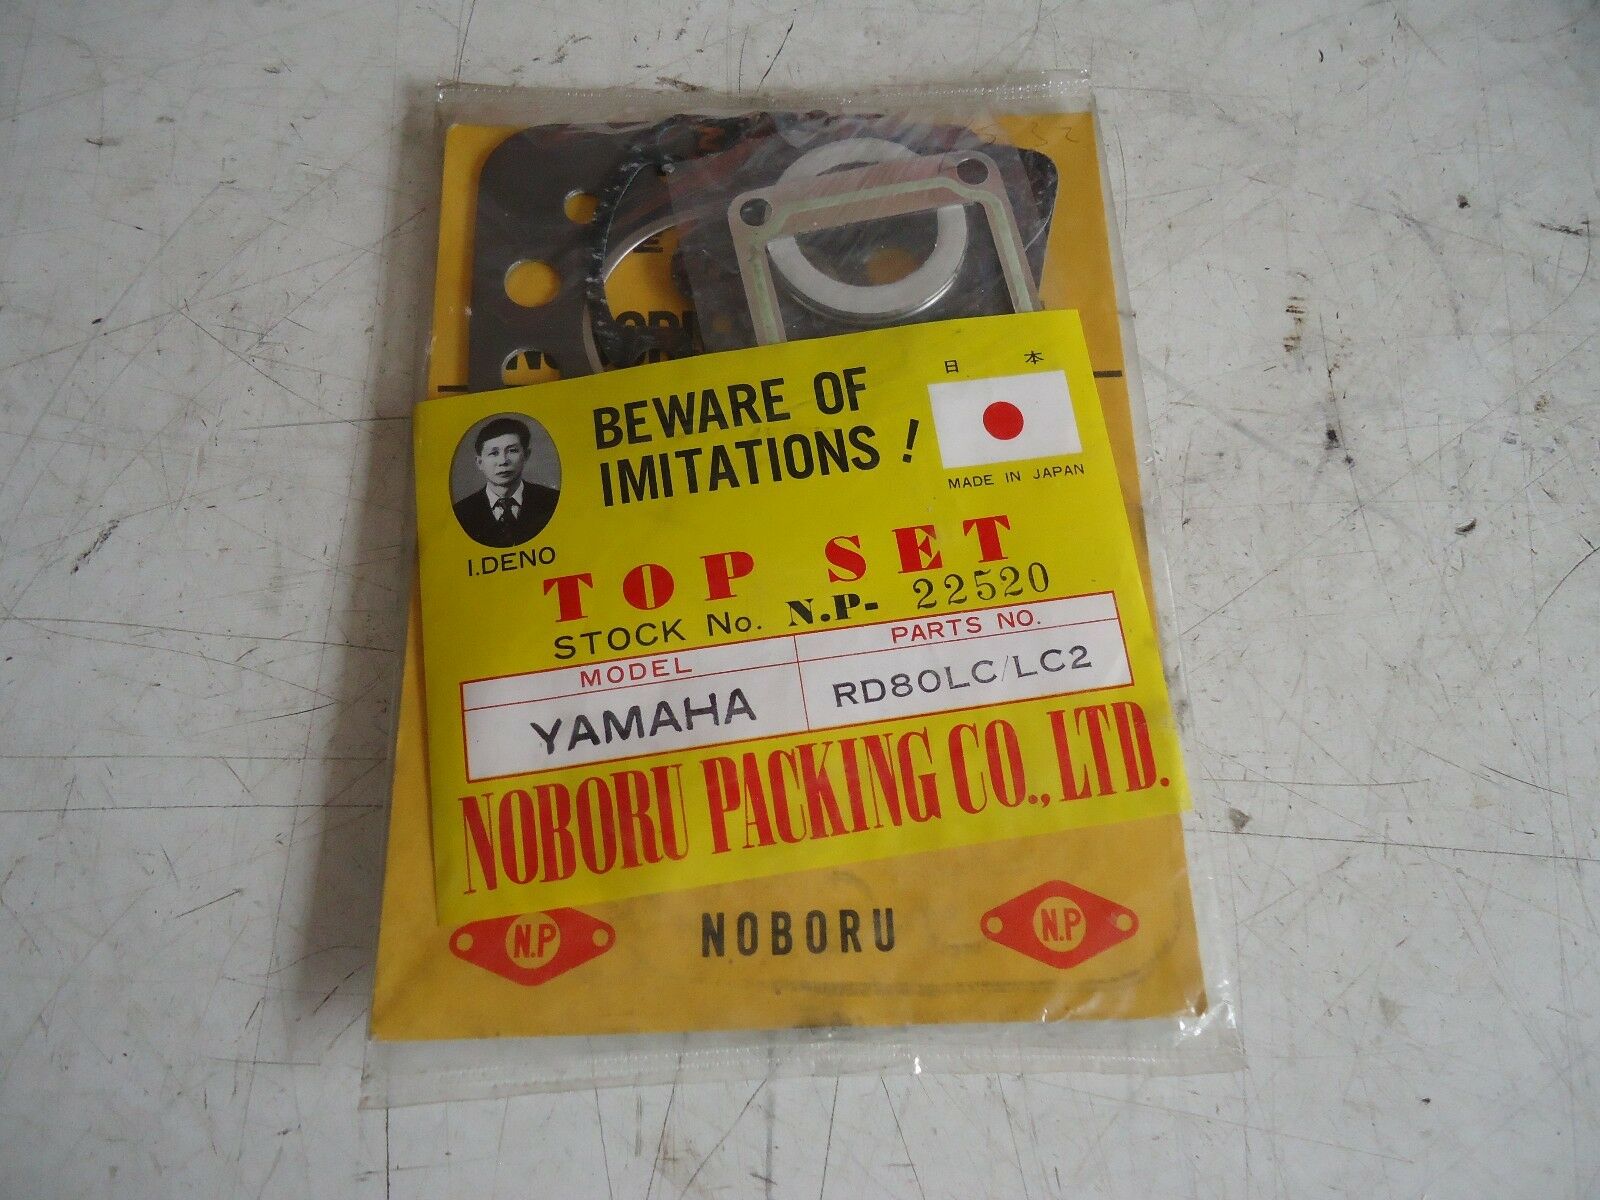 BEWARE OF
IMITATIONS !
日 本
MADE IN JAPAN
I.DENO
TOP SET
STOCK No. N.P- 22520
MODEL
PARTS NO.
YAMAHA
RD80LC/LC2
NOBORU PACKING CO., LTD.
N.P
NOBORU
N.P